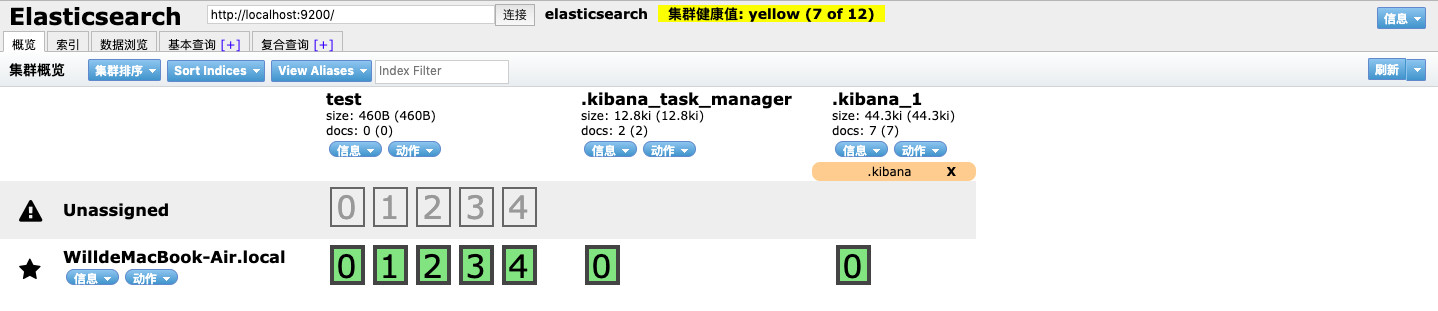 Elasticsearch http://localhost:9200/ 连接 elasticsearch 集群健康值: yellow (7 of 12) 信息
概览 索引 数据浏览 基本查询 [+] 复合查询 [+]
集群概览 集群排序 Sort Indices View Aliases Index Filter 刷新
test .kibana_task_manager .kibana_1
size: 460B (460B) size: 12.8ki (12.8ki) size: 44.3ki (44.3ki)
docs: 0 (0) docs: 2 (2) docs: 7 (7)
信息 动作 信息 动作 信息 动作
.kibana X
Unassigned 0 1 2 3 4
WilldeMacBook-Air.local 0 1 2 3 4 0 0
信息 动作